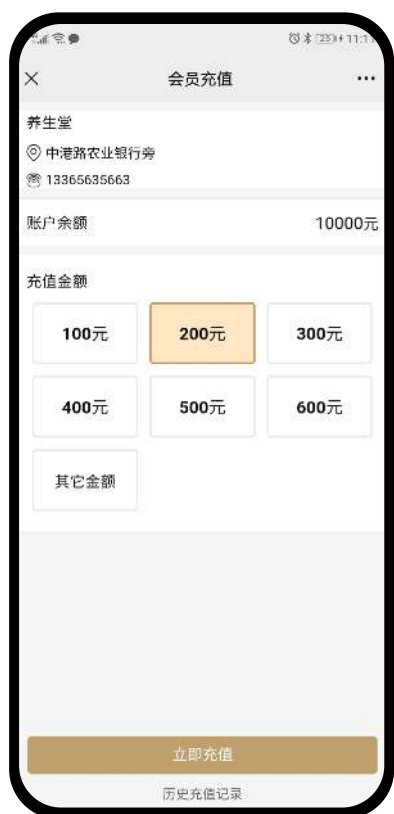 会员充值
养生堂
中港路农业银行旁
13365635663
账户余额 10000元
充值金额
100元 200元 300元
400元 500元 600元
其它金额
立即充值
历史充值记录